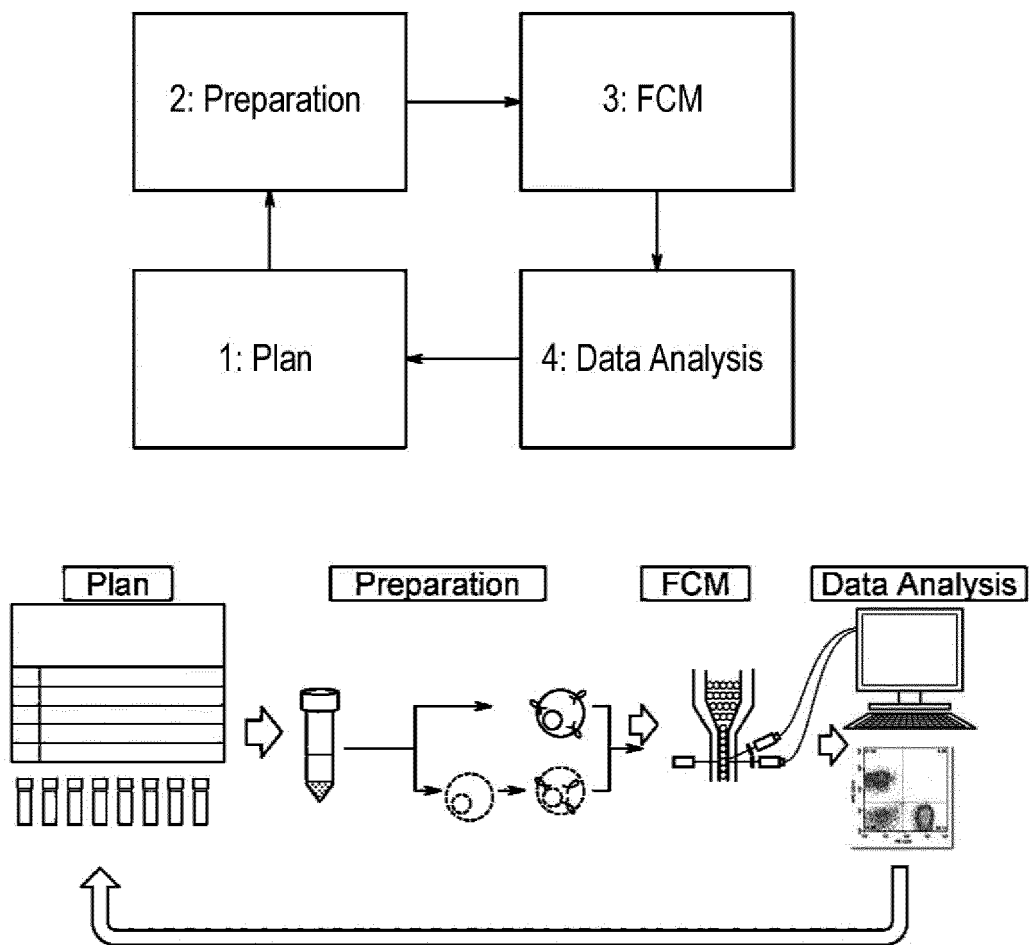 2: Preparation
3: FCM
1: Plan
4: Data Analysis
Plan
Preparation
FCM
Data Analysis